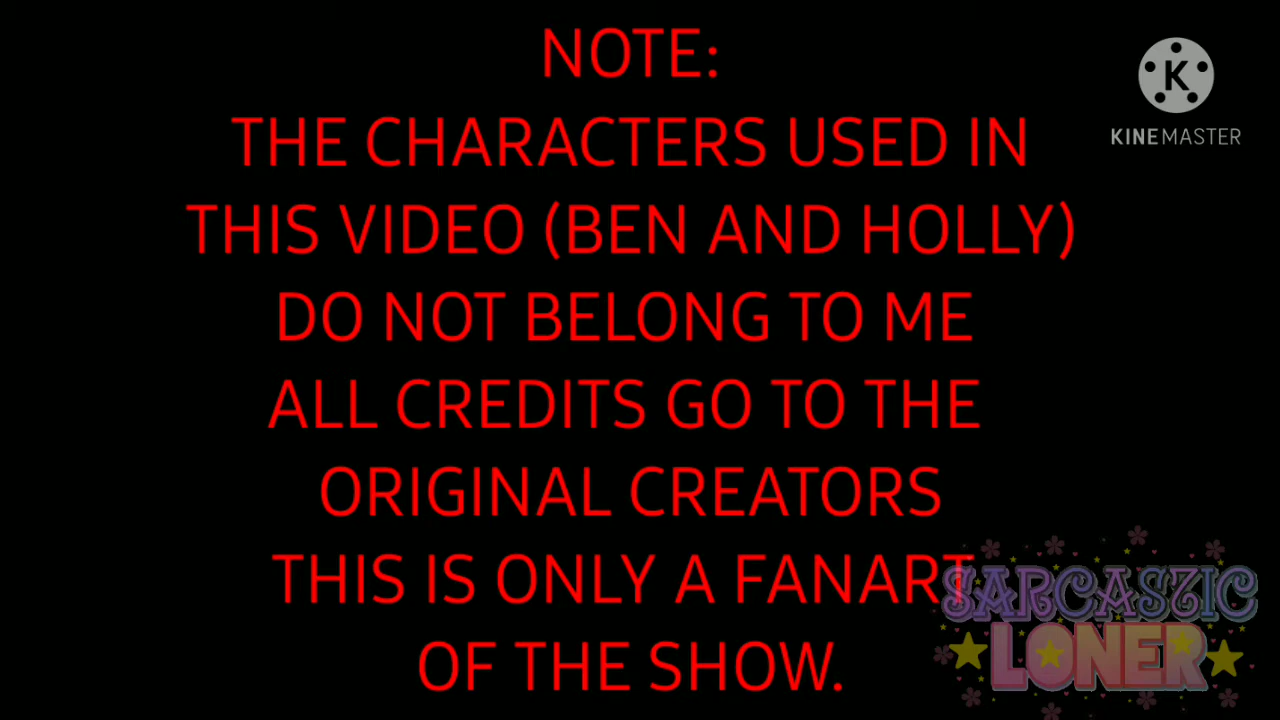 NOTE:
THE CHARACTERS USED IN
THIS VIDEO (BEN AND HOLLY)
DO NOT BELONG TO ME
ALL CREDITS GO TO THE
ORIGINAL CREATORS
THIS IS ONLY A FANART
OF THE SHOW.
K
KINEMASTER
SARCASTIC
LONER